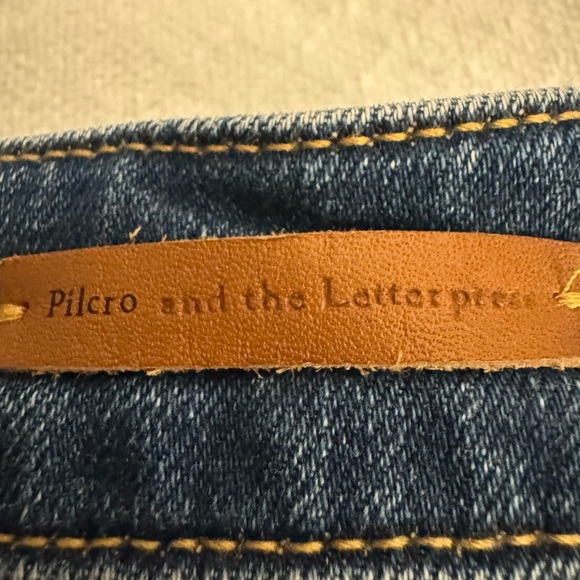 Pilcro and the Letterpress